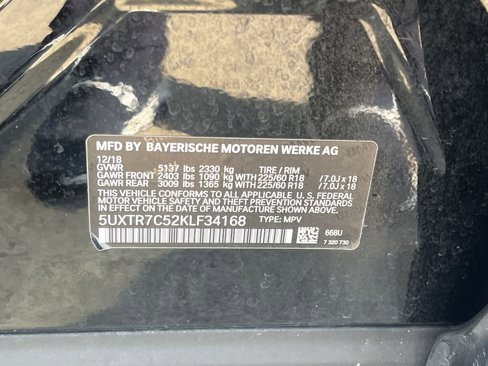 MFD BY BAYERISCHE MOTOREN WERKE AG
12/18
GVWR 5137 lbs 2330 kg TIRE / RIM
GAWR FRONT 2403 lbs 1090 kg WITH 225/60 R18 /7.0J x 18
GAWR REAR 3009 lbs 1365 kg WITH 225/60 R18 /7.0J x 18
THIS VEHICLE CONFORMS TO ALL APPLICABLE U. S. FEDERAL
MOTOR VEHICLE SAFETY AND THEFT PREVENTION STANDARDS
IN EFFECT ON THE DATE OF MANUFACTURE SHOWN ABOVE.
5UXTR7C52KLF34168 TYPE: MPV
668U
7 320 730